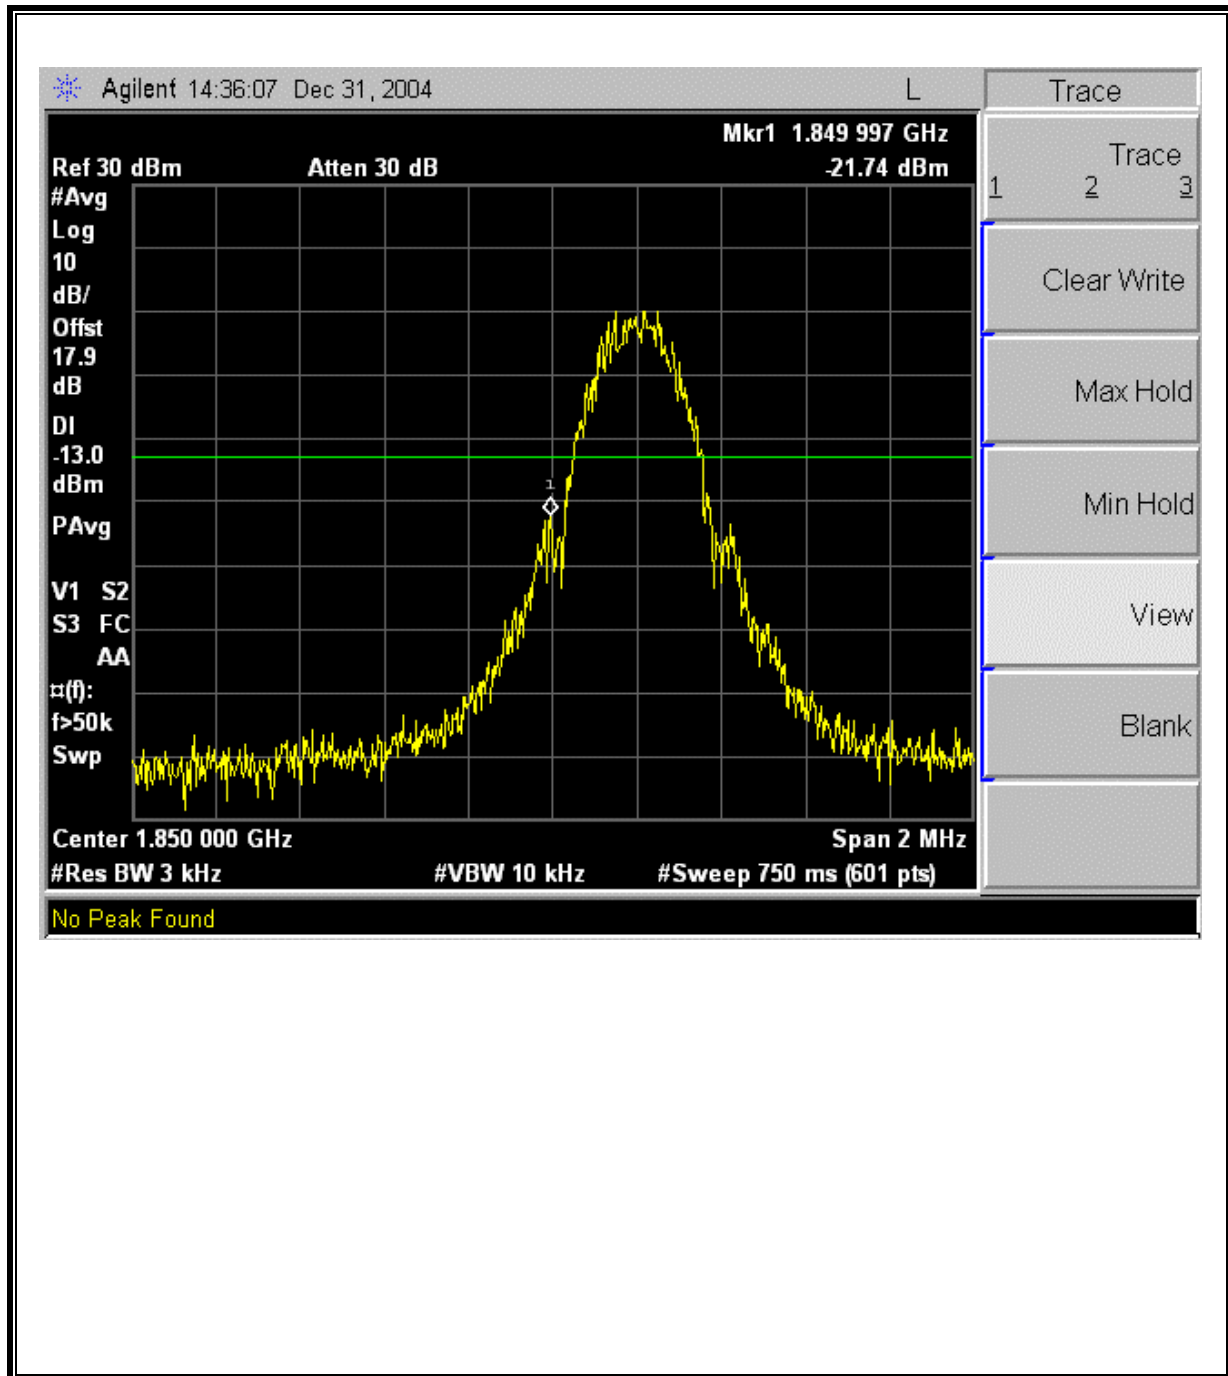 Agilent 14:36:07 Dec 31, 2004 L
Trace
Mkr1 1.849 997 GHz
Ref 30 dBm Atten 30 dB -21.74 dBm
#Avg
Log
10
dB/
Offst
17.9
dB
DI
-13.0
dBm
PAvg
V1 S2
S3 FC
AA
¤(f):
f>50k
Swp
1
Center 1.850 000 GHz Span 2 MHz
#Res BW 3 kHz #VBW 10 kHz #Sweep 750 ms (601 pts)
No Peak Found
Trace
1 2 3
Clear Write
Max Hold
Min Hold
View
Blank